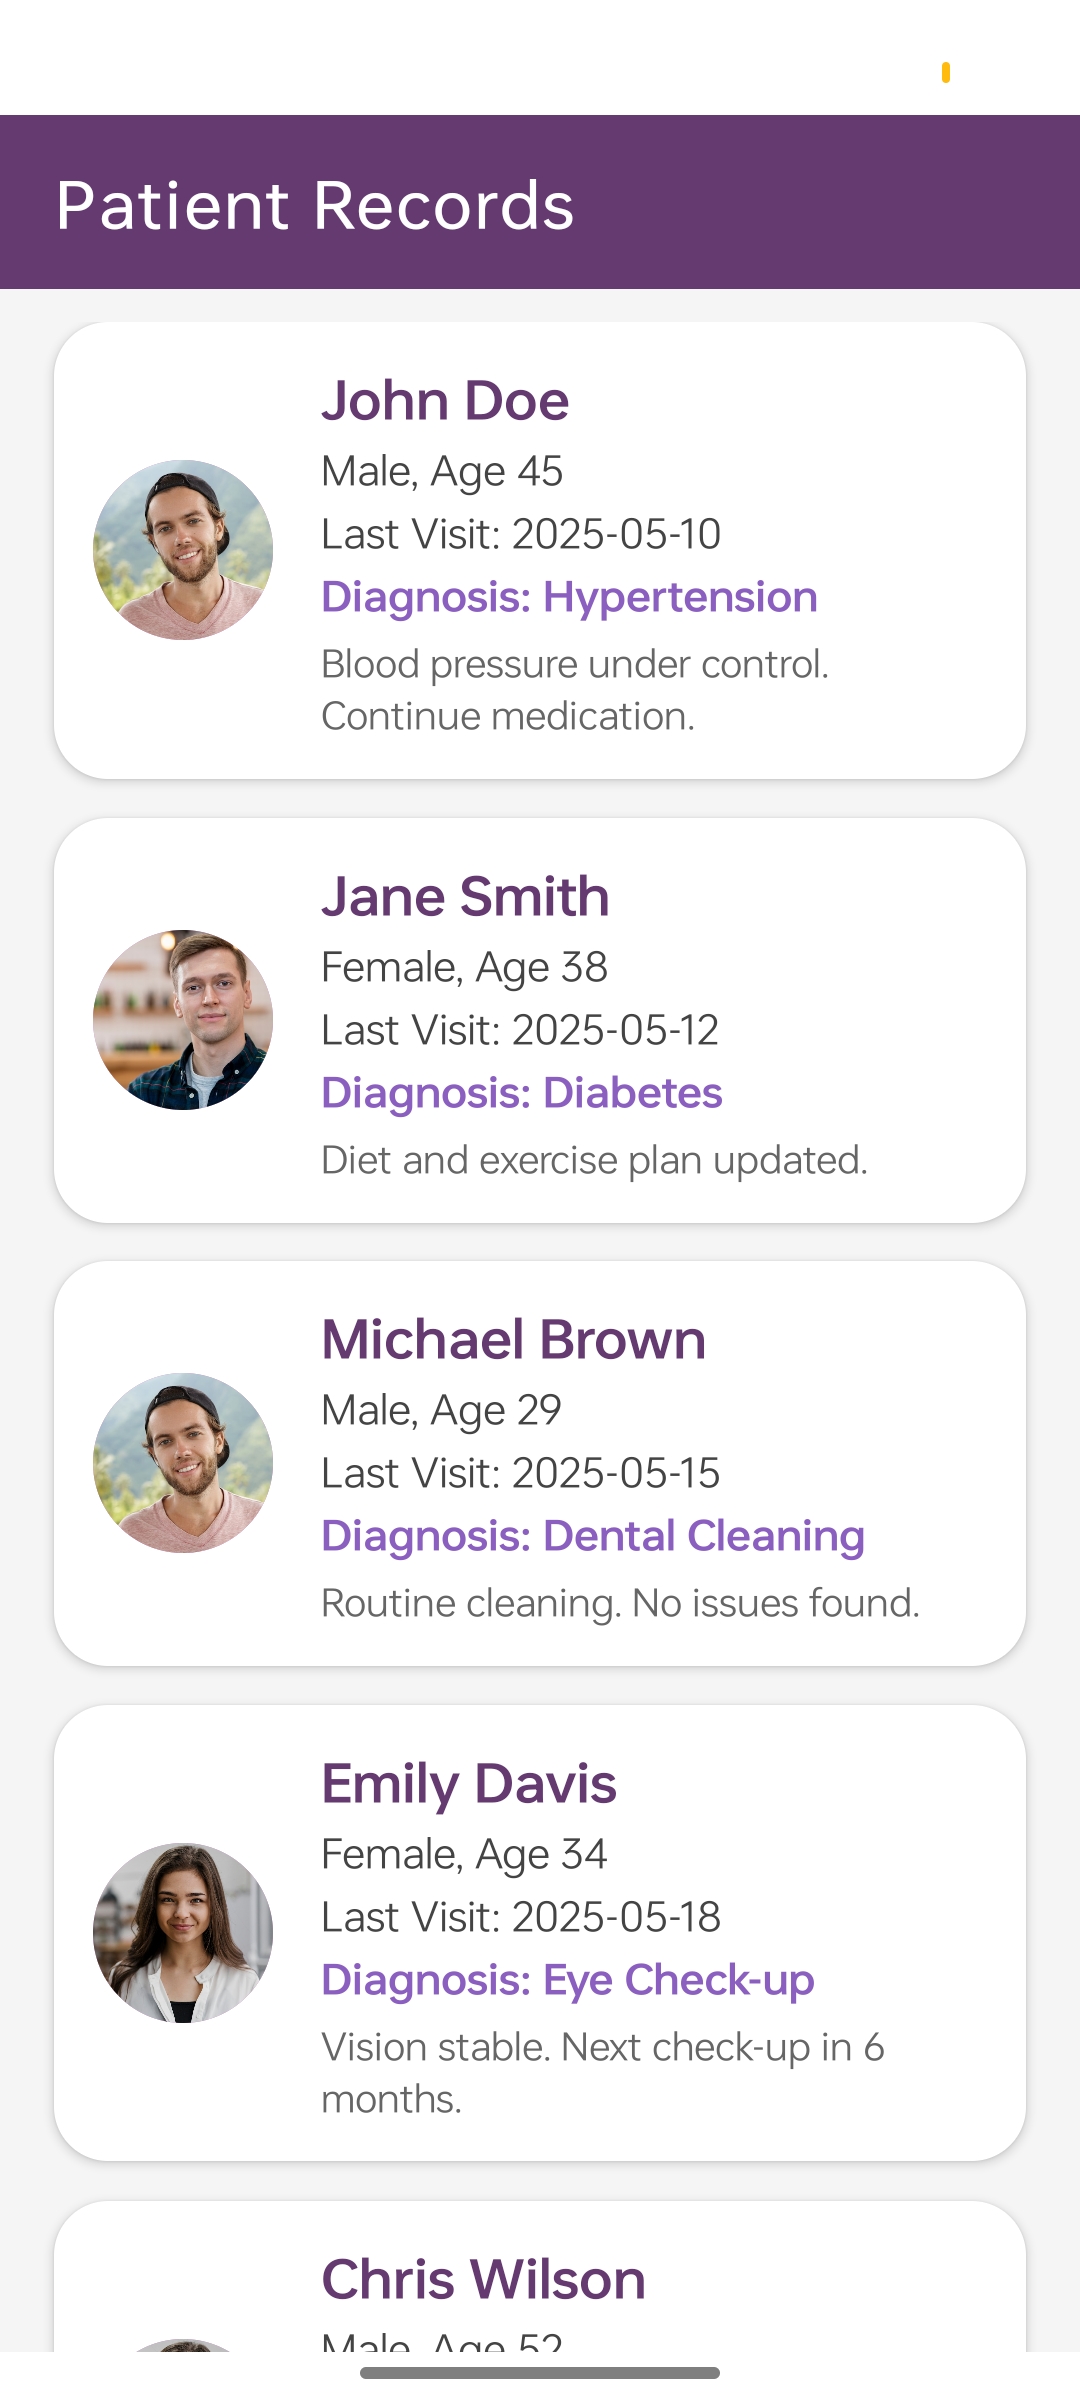 Patient Records
John Doe
Male, Age 45
Last Visit: 2025-05-10
Diagnosis: Hypertension
Blood pressure under control.
Continue medication.
Jane Smith
Female, Age 38
Last Visit: 2025-05-12
Diagnosis: Diabetes
Diet and exercise plan updated.
Michael Brown
Male, Age 29
Last Visit: 2025-05-15
Diagnosis: Dental Cleaning
Routine cleaning. No issues found.
Emily Davis
Female, Age 34
Last Visit: 2025-05-18
Diagnosis: Eye Check-up
Vision stable. Next check-up in 6
months.
Chris Wilson
Male, Age 52